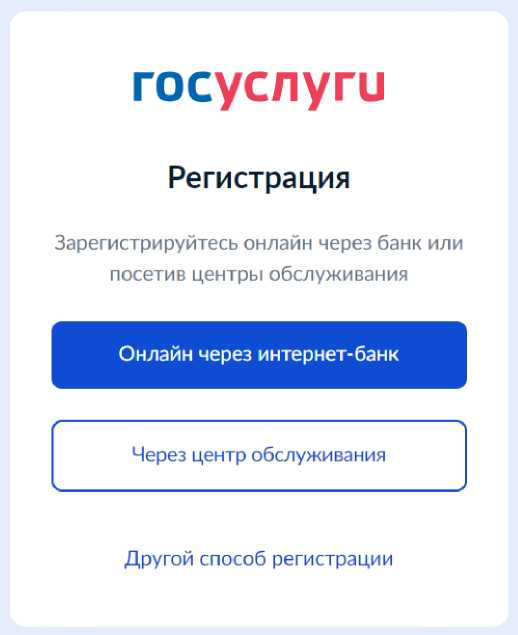 госуслуги
Регистрация
Зарегистрируйтесь онлайн через банк или
посетив центры обслуживания
Онлайн через интернет-банк
Через центр обслуживания
Другой способ регистрации